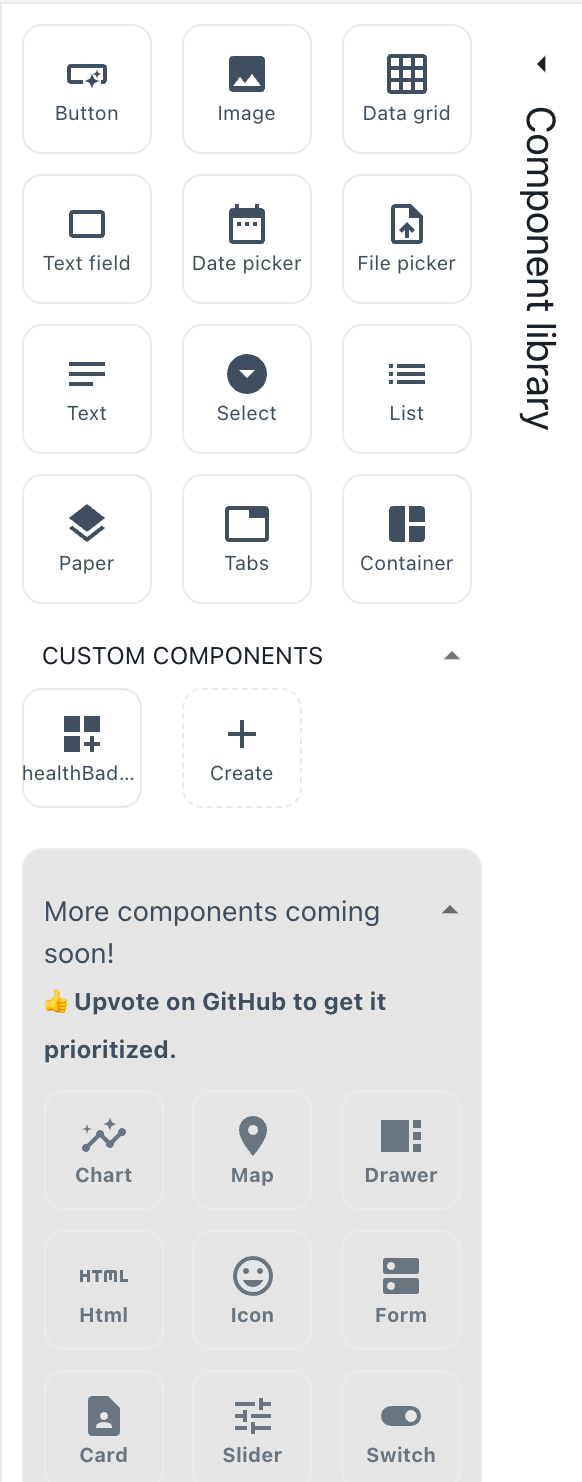 Button
Image
Data grid
Component library
Text field
Date picker
File picker
Text
Select
List
Paper
Tabs
Container
CUSTOM COMPONENTS
healthBad...
Create
More components coming
soon!
👍 Upvote on GitHub to get it
prioritized.
Chart
Map
Drawer
HTML
Html
Icon
Form
Card
Slider
Switch